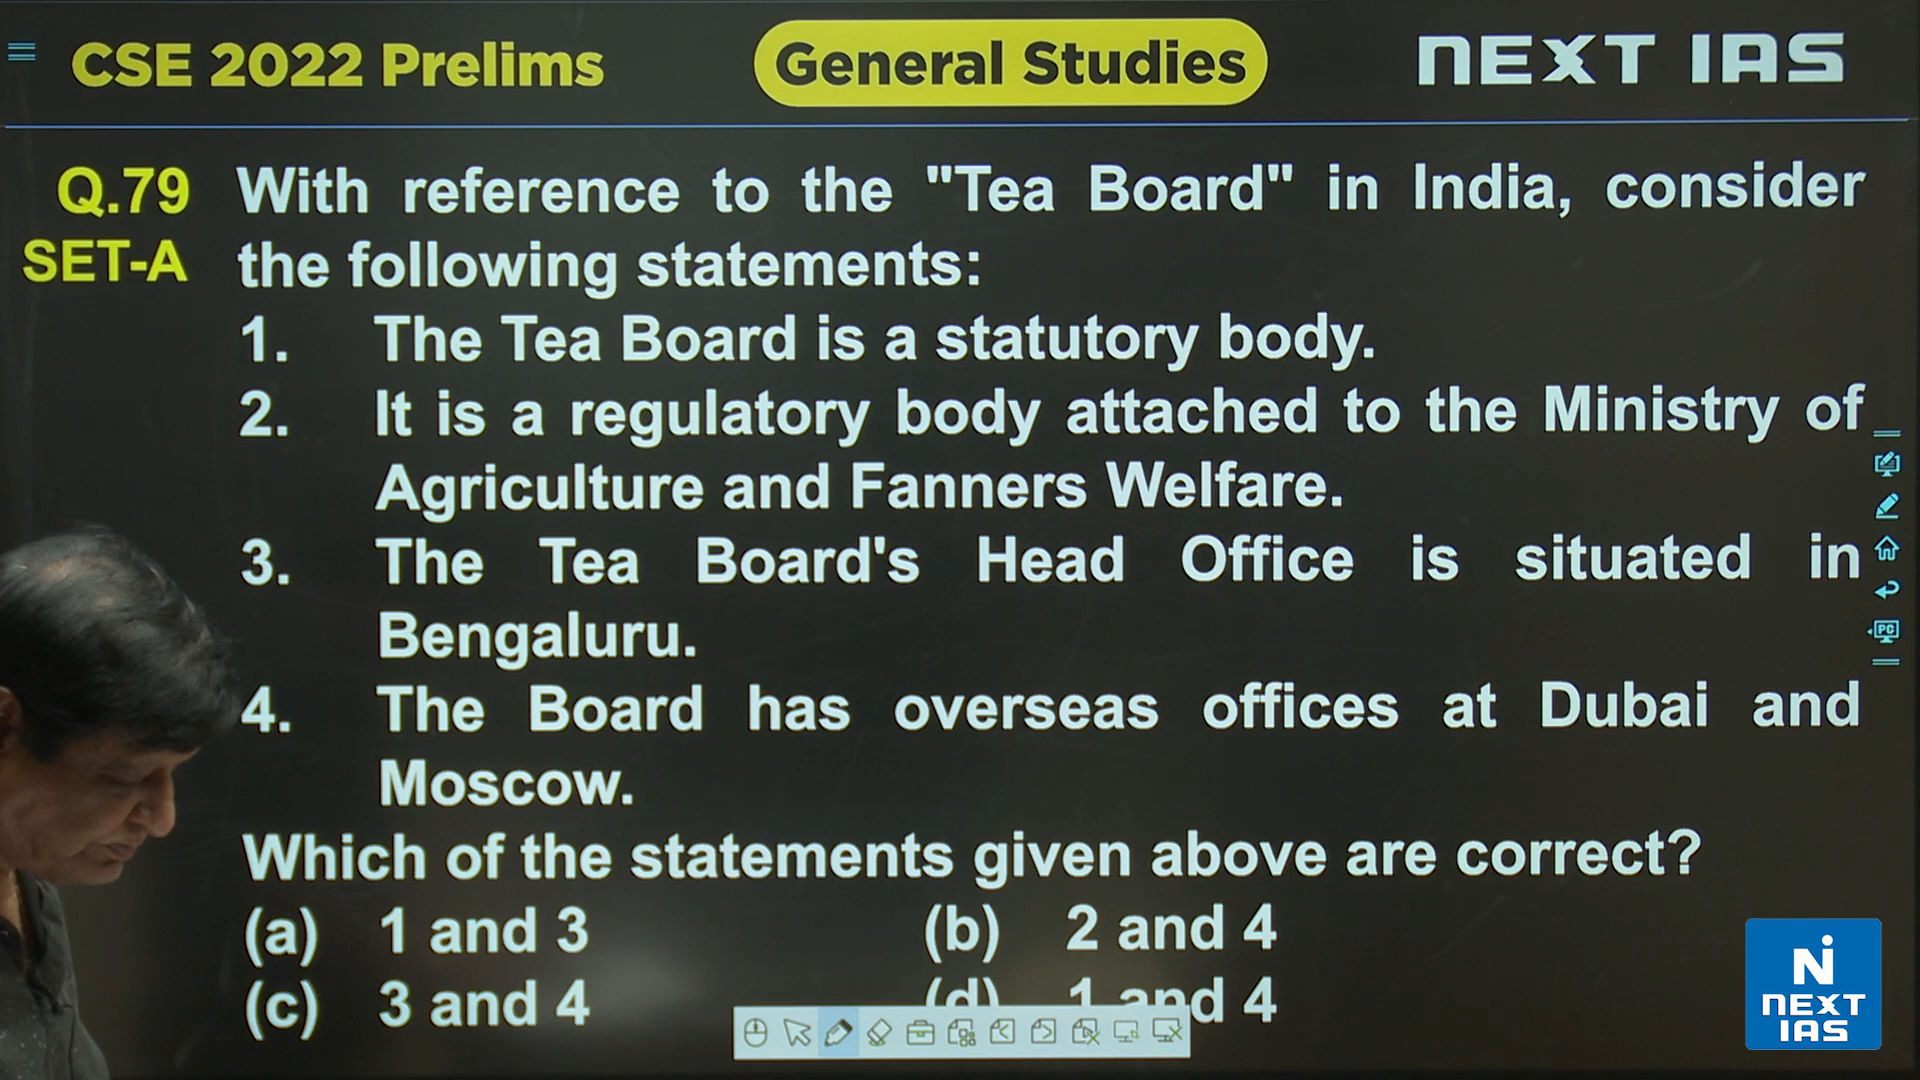 CSE 2022 Prelims
General Studies
NEXT IAS
Q.79 With reference to the "Tea Board" in India, consider
SET-A the following statements:
1. The Tea Board is a statutory body.
2. It is a regulatory body attached to the Ministry of
Agriculture and Fanners Welfare.
3. The Tea Board's Head Office is situated in
Bengaluru.
4. The Board has overseas offices at Dubai and
Moscow.
Which of the statements given above are correct?
(a) 1 and 3 (b) 2 and 4
(c) 3 and 4 (d) 1 and 4
PC
N
NEXT
IAS